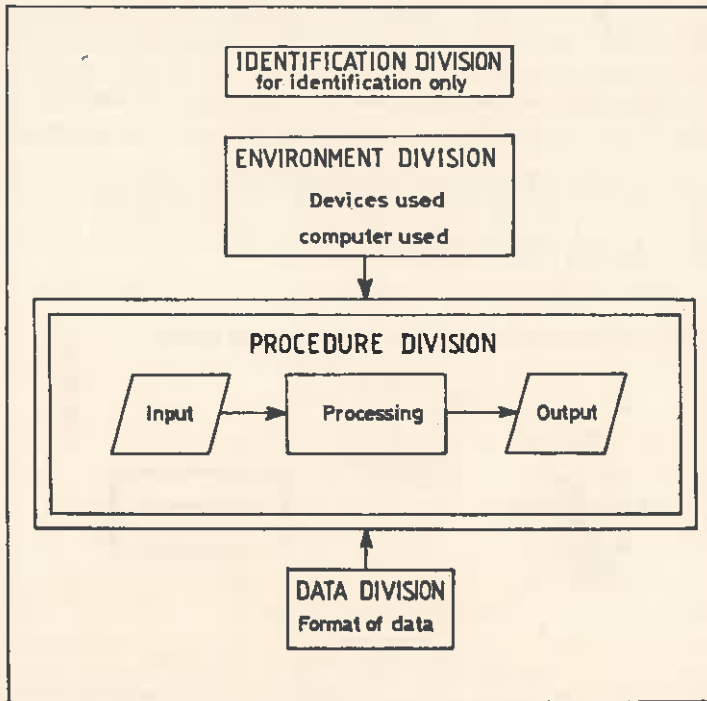 IDENTIFICATION DIVISION
for identification only
ENVIRONMENT DIVISION
Devices used
computer used
PROCEDURE DIVISION
Input
Processing
Output
DATA DIVISION
Format of data